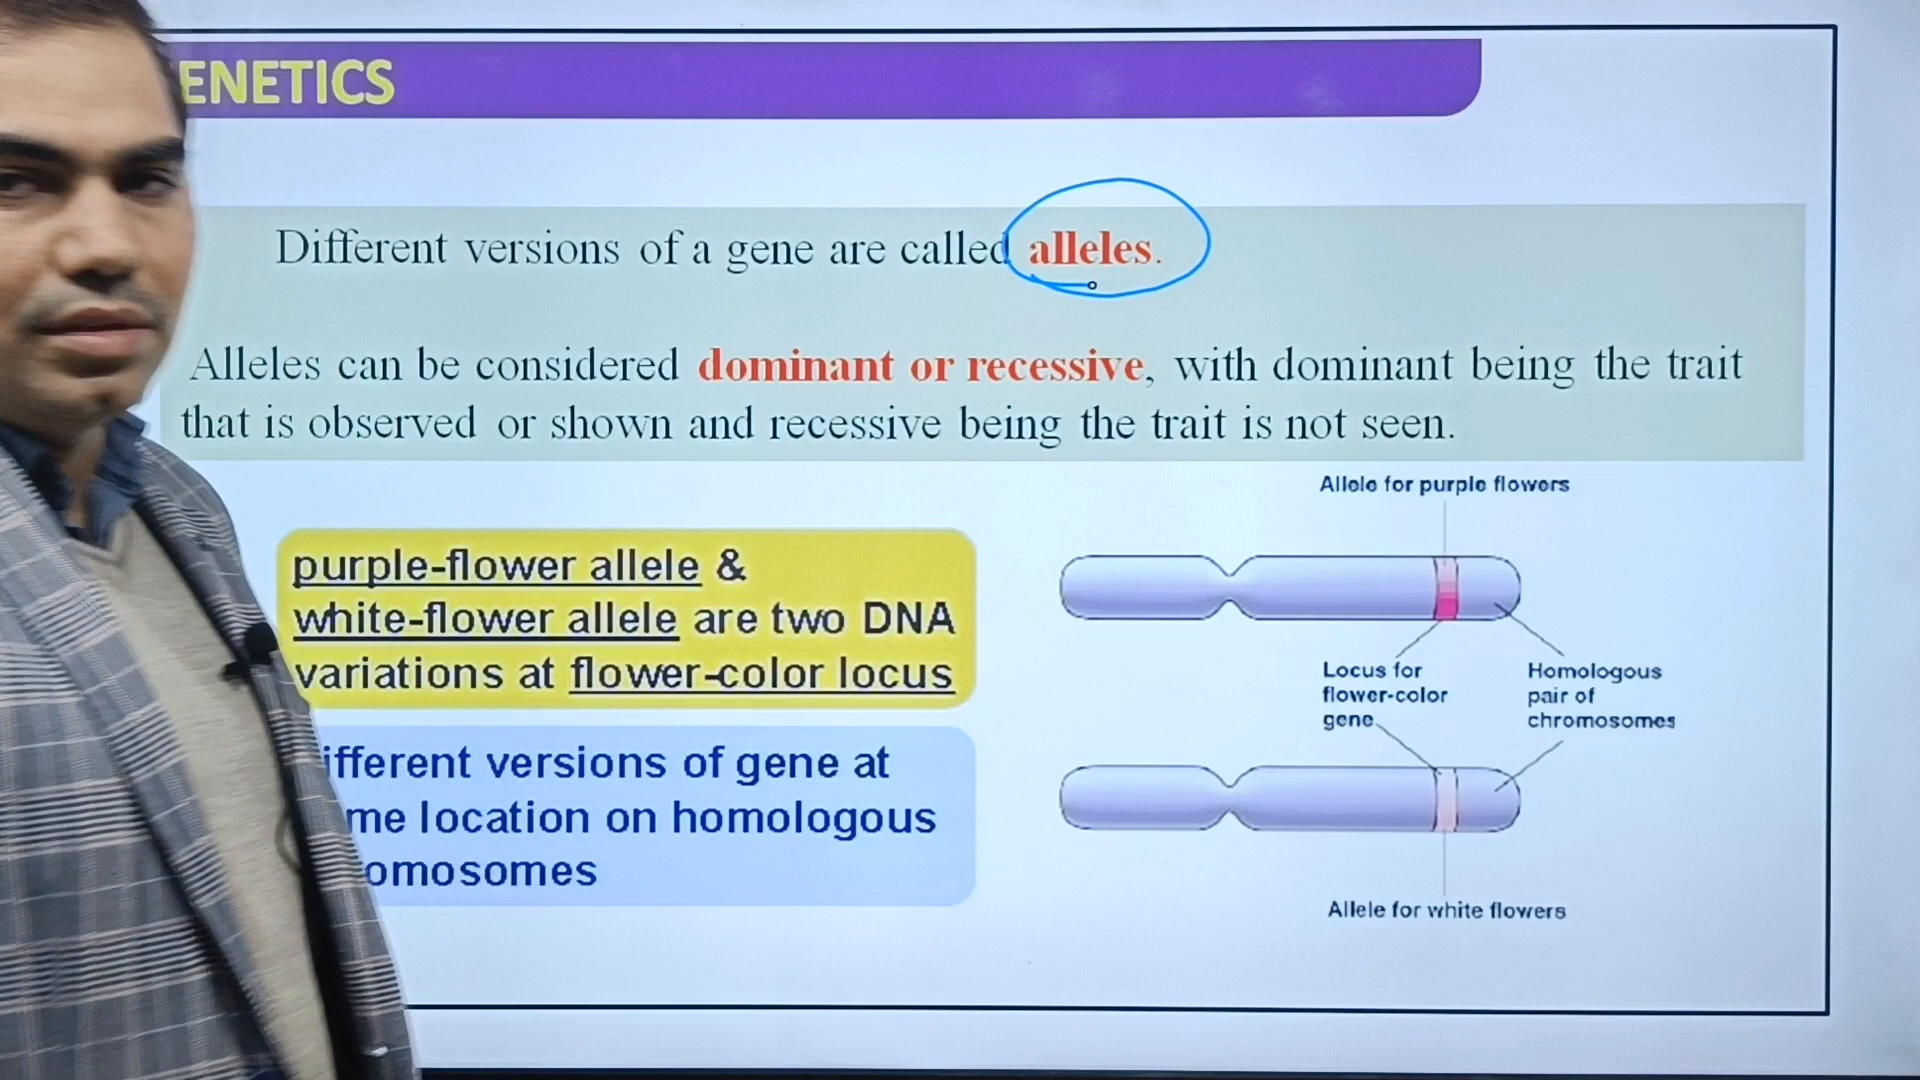 ENETICS
Different versions of a gene are called alleles.
Alleles can be considered dominant or recessive, with dominant being the trait
that is observed or shown and recessive being the trait is not seen.
Allele for purple flowers
purple-flower allele &
white-flower allele are two DNA
variations at flower-color locus
Locus for
flower-color
gene
Homologous
pair of
chromosomes
ifferent versions of gene at
me location on homologous
omosomes
Allele for white flowers